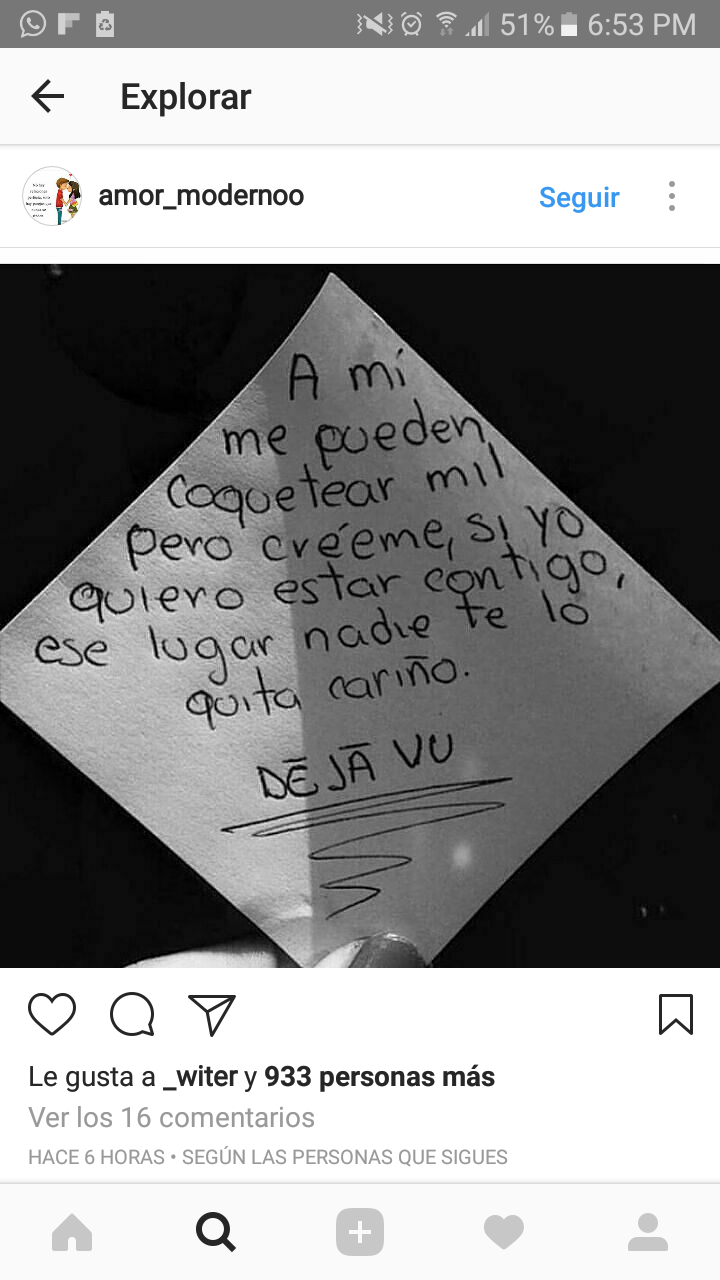 51% 6:53 PM
Explorar
amor_modernoo
Seguir
A mí
me pueden
coquetear mil
pero créeme, si yo
quiero estar contigo,
ese lugar nadie te lo
quita cariño.
DEJA VU
Le gusta a _witer y 933 personas más
Ver los 16 comentarios
HACE 6 HORAS • SEGÚN LAS PERSONAS QUE SIGUES